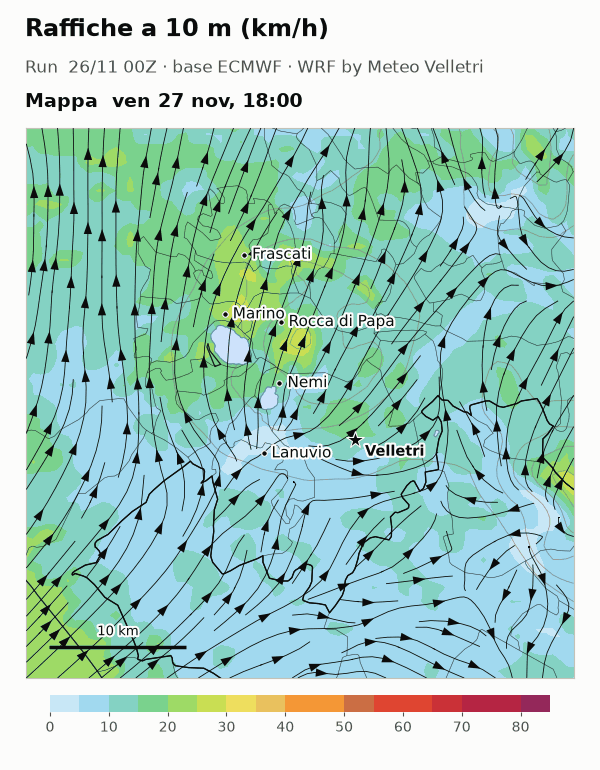 Raffiche a 10 m (km/h)
Run  26/11 00Z · base ECMWF · WRF by Meteo Velletri
Mappa  ven 27 nov, 18:00
Frascati
Marino
Rocca di Papa
Nemi
Velletri
Lanuvio
10 km
0 10 20 30 40 50 60 70 80